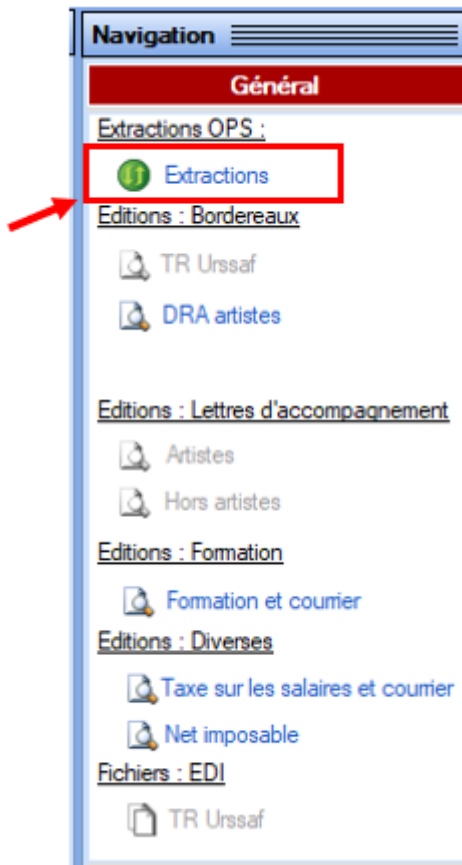 Navigation
Général
Extractions OPS :
Extractions
Editions : Bordereaux
TR Urssaf
DRA artistes
Editions : Lettres d'accompagnement
Artistes
Hors artistes
Editions : Formation
Formation et courrier
Editions : Diverses
Taxe sur les salaires et courrier
Net imposable
Fichiers : EDI
TR Urssaf